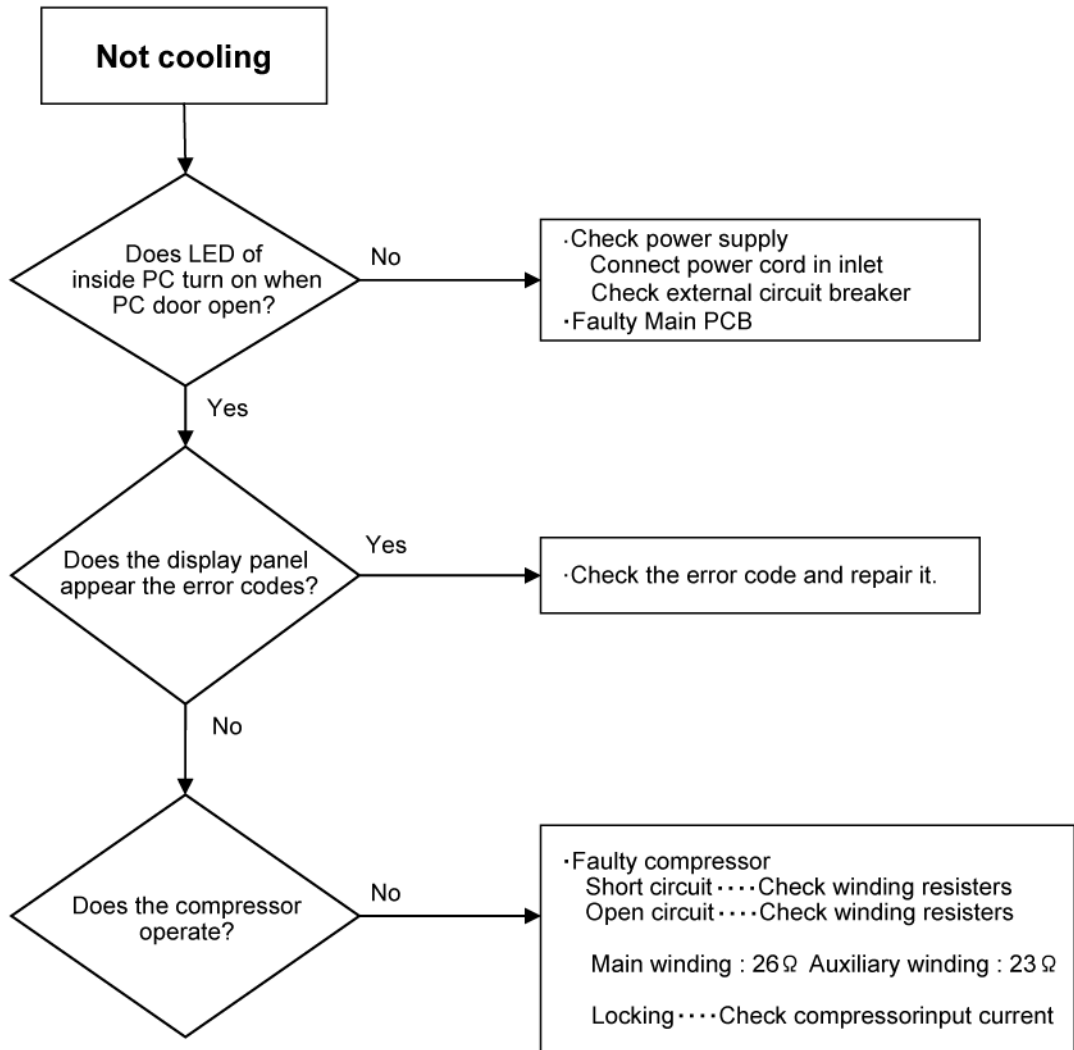 Not cooling
Does LED of
inside PC turn on when
PC door open?
No
·Check power supply
Connect power cord in inlet
Check external circuit breaker
·Faulty Main PCB
Yes
Does the display panel
appear the error codes?
Yes
·Check the error code and repair it.
No
Does the compressor
operate?
No
·Faulty compressor
Short circuit ····Check winding resisters
Open circuit ····Check winding resisters
Main winding : 26Ω Auxiliary winding : 23 Ω
Locking····Check compressorinput current